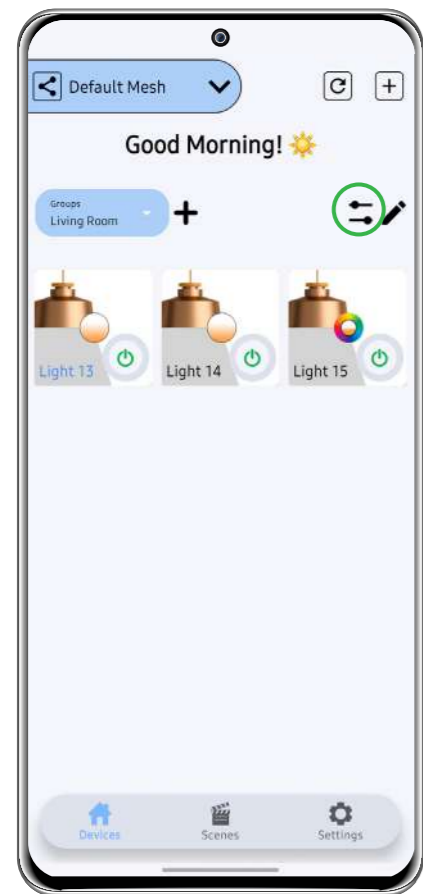 Default Mesh
Good Morning! ☀️
Groups
Living Room
Light 13
Light 14
Light 15
Devices
Scenes
Settings